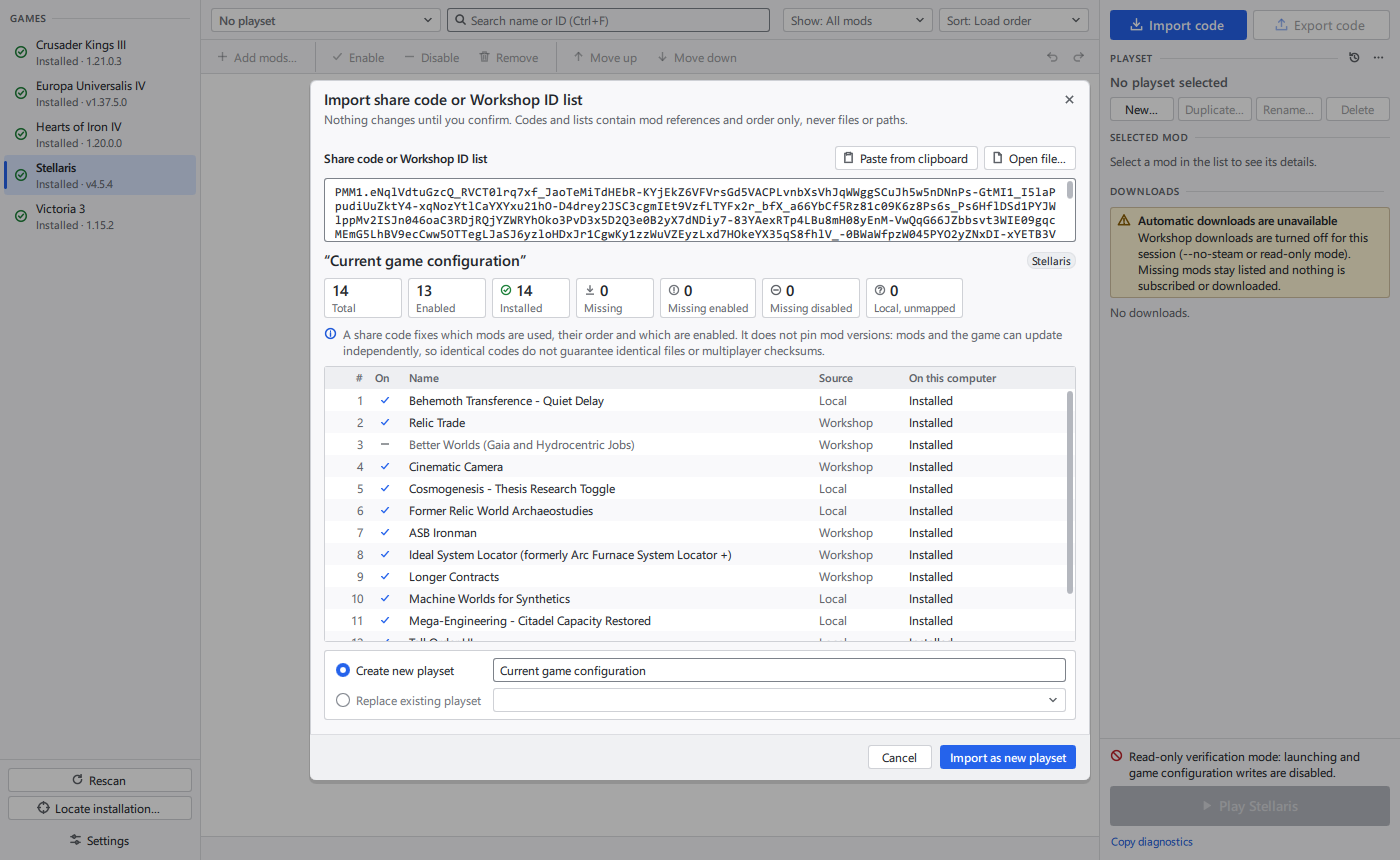 GAMES
Crusader Kings III
Installed · 1.21.0.3
Europa Universalis IV
Installed · v1.37.5.0
Hearts of Iron IV
Installed · 1.20.0.0
Stellaris
Installed · v4.5.4
Victoria 3
Installed · 1.15.2
Rescan
Locate installation...
Settings
No playset
Search name or ID (Ctrl+F)
Show: All mods
Sort: Load order
Add mods...
Enable
Disable
Remove
Move up
Move down
Import share code or Workshop ID list
Nothing changes until you confirm. Codes and lists contain mod references and order only, never files or paths.
Share code or Workshop ID list
Paste from clipboard
Open file...
PMM1.eNqlVdtuGzcQ_RVCT0lrq7xf_JaoTeMiTdHEbR-KYjEkZ6VFVrsGd5VACPLvnbXsVhJqWWggSCuJh5w5nDNnPs-GtMI1_I5laP
pudiUuZktY4-xqNozYtlCaYXYxu21hO-D4drey2JSC3cgmIEt9VzfLTYFx2r_bfX_a66YbCf5Rz81c09K6z8Ps6s_Ps6HflDSd1PYJW
lppMv2ISJn046oaC3RDjRQjYZWRYhOko3PvD3x5D2Q3e0B2yX7dNDiy7-83YAexRTp4LBu8mH08yEnM-VwQqG66JZbbsvt3WIE09gqc
MEmG5LhBV9ecCww5OTTegLJaSJ6yzloHDxJr1CgwKy1zzWuVZEyzLxd7HOkeYX35qS8fhlV_-0BWaWfpzW045PYO2yZNxDI-xYETB3V
“Current game configuration”
Stellaris
14
Total
13
Enabled
14
Installed
0
Missing
0
Missing enabled
0
Missing disabled
0
Local, unmapped
A share code fixes which mods are used, their order and which are enabled. It does not pin mod versions: mods and the game can update
independently, so identical codes do not guarantee identical files or multiplayer checksums.
# On Name Source On this computer
1 Behemoth Transference - Quiet Delay Local Installed
2 Relic Trade Workshop Installed
3 Better Worlds (Gaia and Hydrocentric Jobs) Workshop Installed
4 Cinematic Camera Workshop Installed
5 Cosmogenesis - Thesis Research Toggle Local Installed
6 Former Relic World Archaeostudies Local Installed
7 ASB Ironman Workshop Installed
8 Ideal System Locator (formerly Arc Furnace System Locator +) Workshop Installed
9 Longer Contracts Workshop Installed
10 Machine Worlds for Synthetics Local Installed
11 Mega-Engineering - Citadel Capacity Restored Local Installed
Create new playset
Current game configuration
Replace existing playset
Cancel
Import as new playset
Import code
Export code
PLAYSET
No playset selected
New...
Duplicate...
Rename...
Delete
SELECTED MOD
Select a mod in the list to see its details.
DOWNLOADS
Automatic downloads are unavailable
Workshop downloads are turned off for this
session (--no-steam or read-only mode).
Missing mods stay listed and nothing is
subscribed or downloaded.
No downloads.
Read-only verification mode: launching and
game configuration writes are disabled.
Play Stellaris
Copy diagnostics